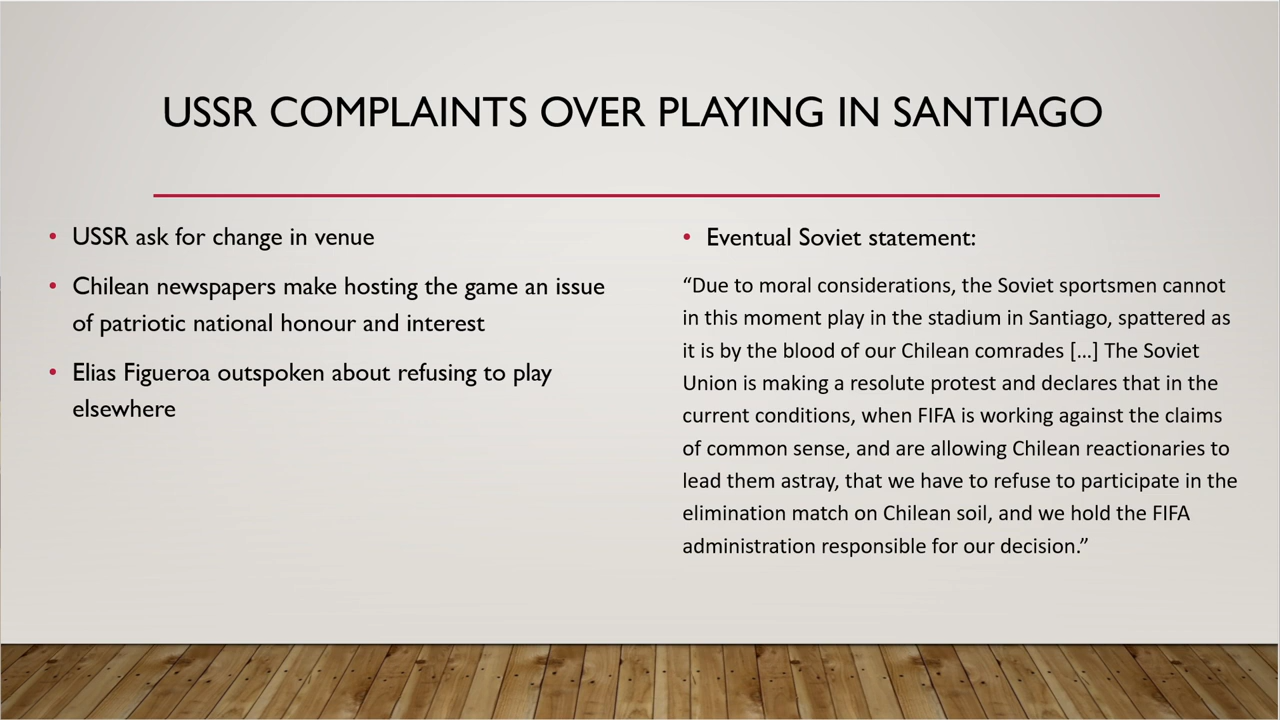 USSR COMPLAINTS OVER PLAYING IN SANTIAGO
• USSR ask for change in venue
• Chilean newspapers make hosting the game an issue
of patriotic national honour and interest
• Elias Figueroa outspoken about refusing to play
elsewhere
• Eventual Soviet statement:
“Due to moral considerations, the Soviet sportsmen cannot
in this moment play in the stadium in Santiago, spattered as
it is by the blood of our Chilean comrades [...] The Soviet
Union is making a resolute protest and declares that in the
current conditions, when FIFA is working against the claims
of common sense, and are allowing Chilean reactionaries to
lead them astray, that we have to refuse to participate in the
elimination match on Chilean soil, and we hold the FIFA
administration responsible for our decision.”